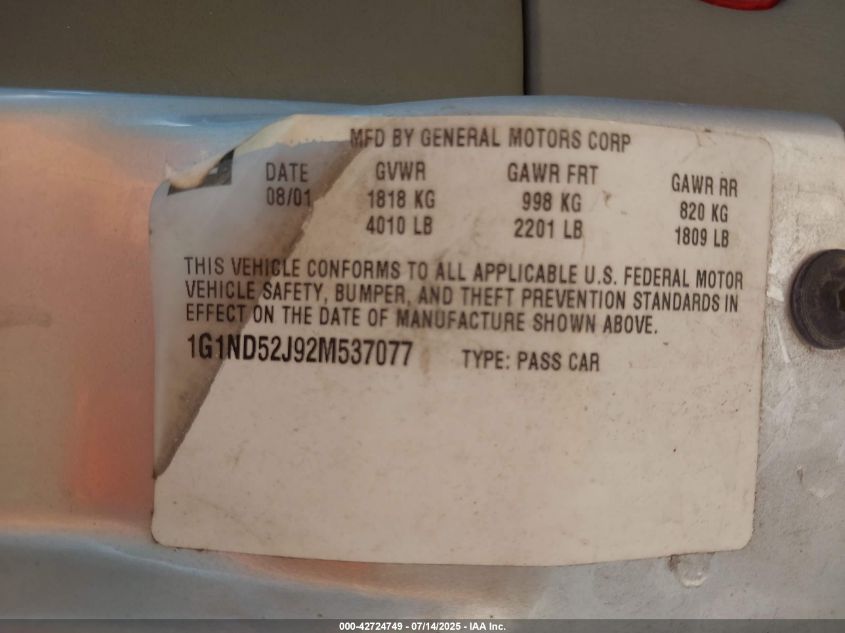 MFD BY GENERAL MOTORS CORP
DATE GVWR GAWR FRT GAWR RR
08/01 1818 KG 998 KG 820 KG
4010 LB 2201 LB 1809 LB
THIS VEHICLE CONFORMS TO ALL APPLICABLE U.S. FEDERAL MOTOR
VEHICLE SAFETY, BUMPER, AND THEFT PREVENTION STANDARDS IN
EFFECT ON THE DATE OF MANUFACTURE SHOWN ABOVE.
1G1ND52J92M537077 TYPE: PASS CAR
000-42724749 - 07/14/2025 - IAA Inc.